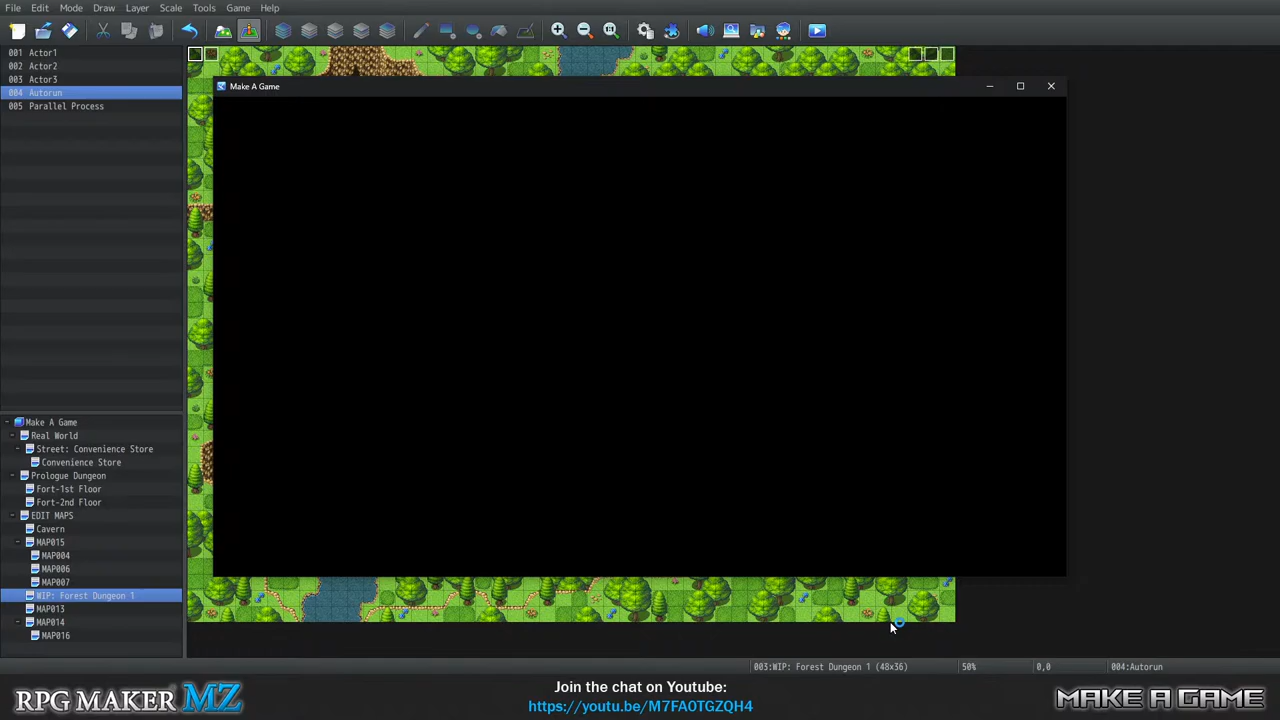 File Edit Mode Draw Layer Scale Tools Game Help
001 Actor1
002 Actor2
003 Actor3
004 Autorun
005 Parallel Process
Make A Game
Make A Game
Real World
Street: Convenience Store
Convenience Store
Prologue Dungeon
Fort-1st Floor
Fort-2nd Floor
EDIT MAPS
Cavern
MAP015
MAP004
MAP006
MAP007
WIP: Forest Dungeon 1
MAP013
MAP014
MAP016
003:WIP: Forest Dungeon 1 (48×36) 50% 0,0 004:Autorun
RPG MAKER MZ
Join the chat on Youtube:
https://youtu.be/M7FA0TGZQH4
MAKE A GAME